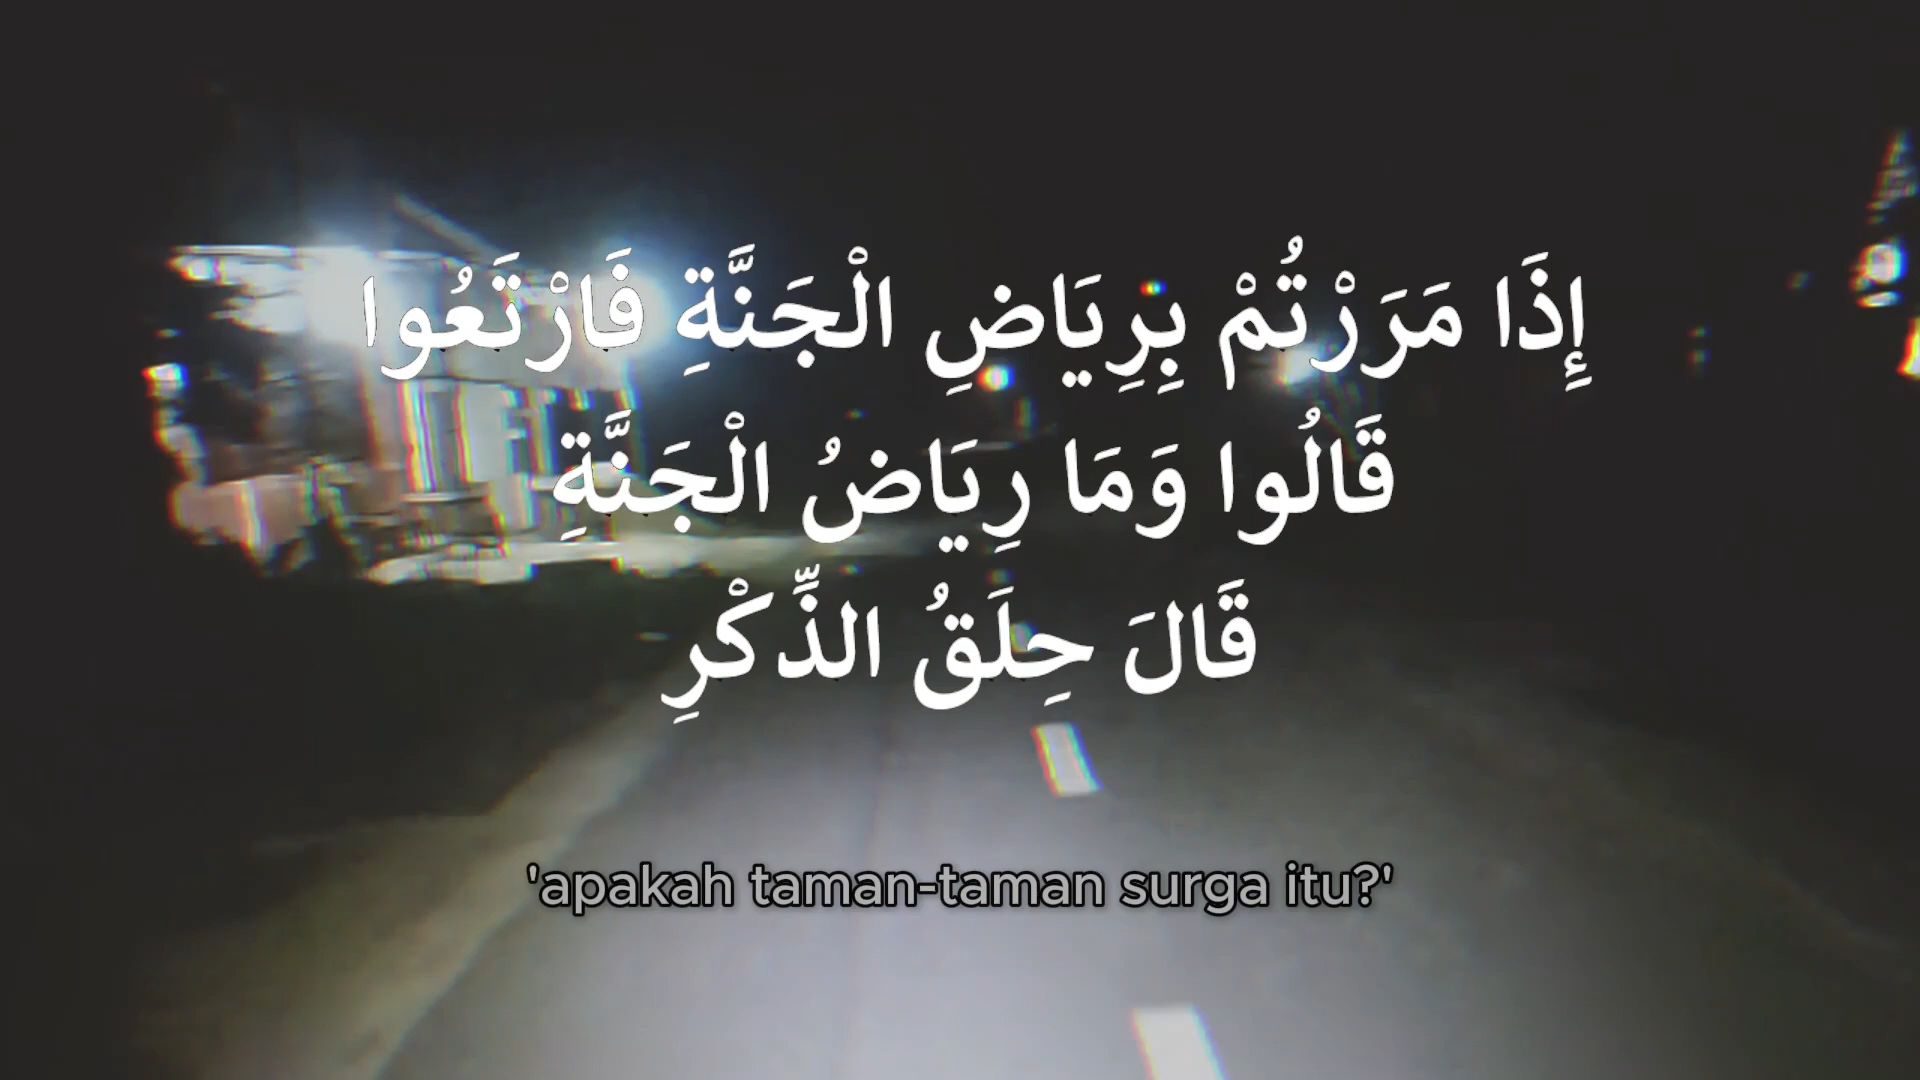 إِذَا مَرَرْتُمْ بِرِيَاضِ الْجَنَّةِ فَارْتَعُوا
قَالُوا وَمَا رِيَاضُ الْجَنَّةِ
قَالَ حِلَقُ الذِّكْرِ
'apakah taman-taman surga itu?'